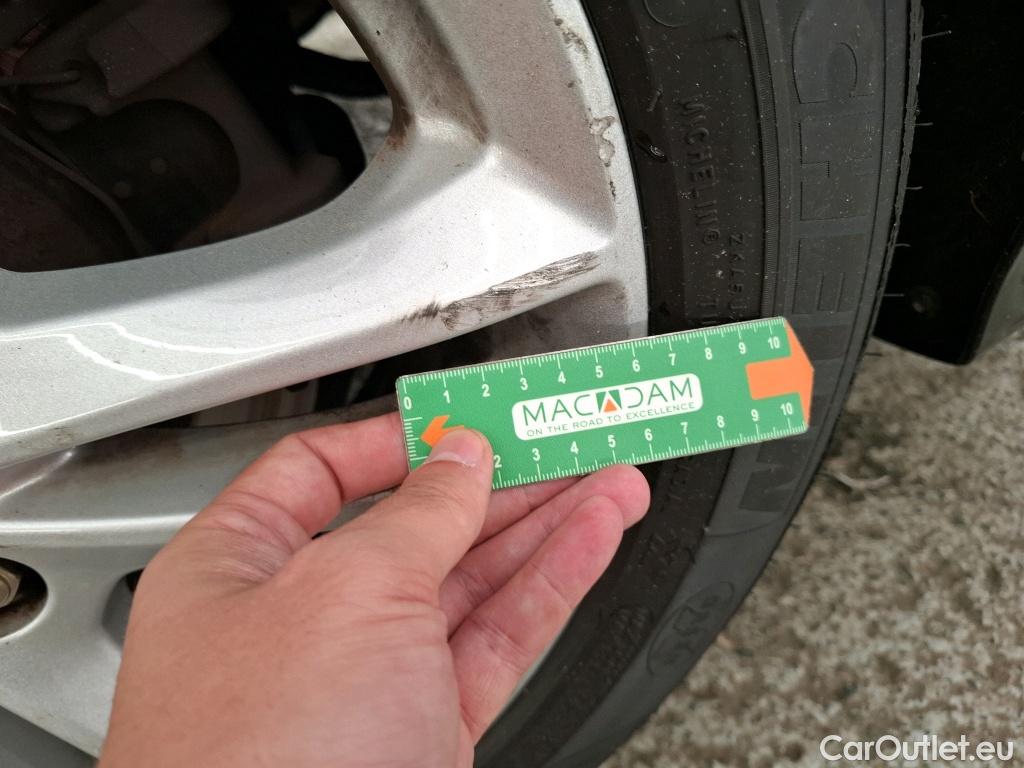 MICHELIN®
0 1 2 3 4 5 6 7 8 9 10
MACADAM
ON THE ROAD TO EXCELLENCE
2 3 4 5 6 7 8 9 10
CarOutlet.eu